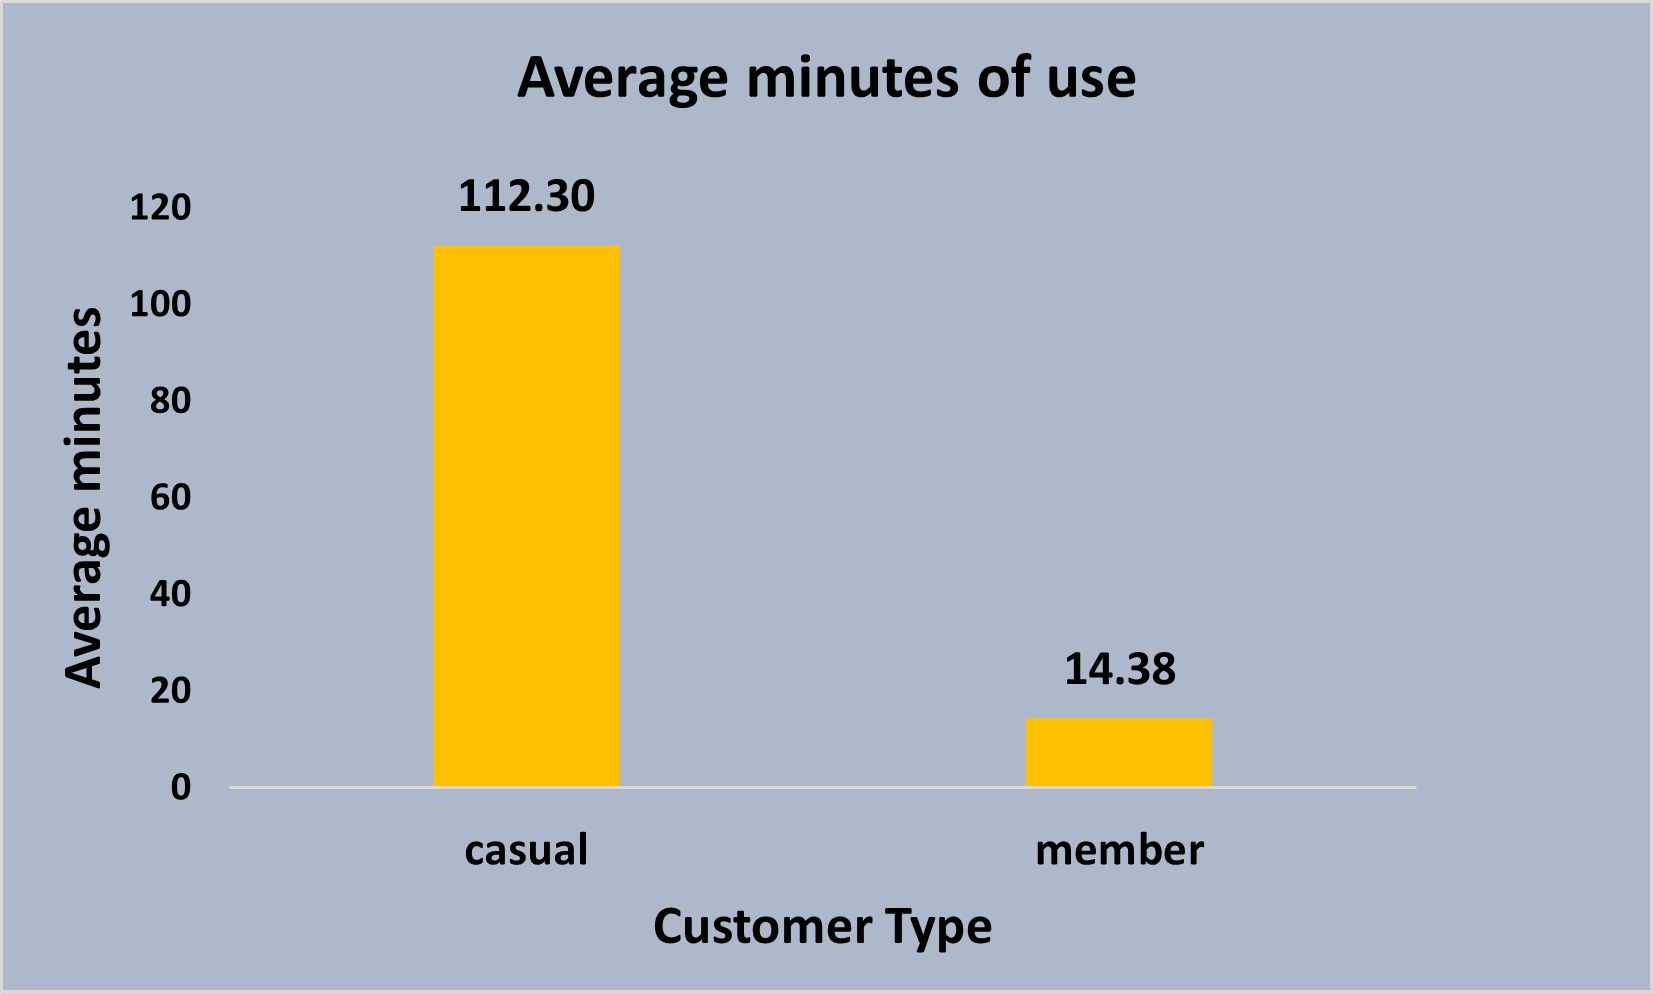 Average minutes of use
112.30
120
100
80
60
40
20
0
Average minutes
14.38
casual
member
Customer Type